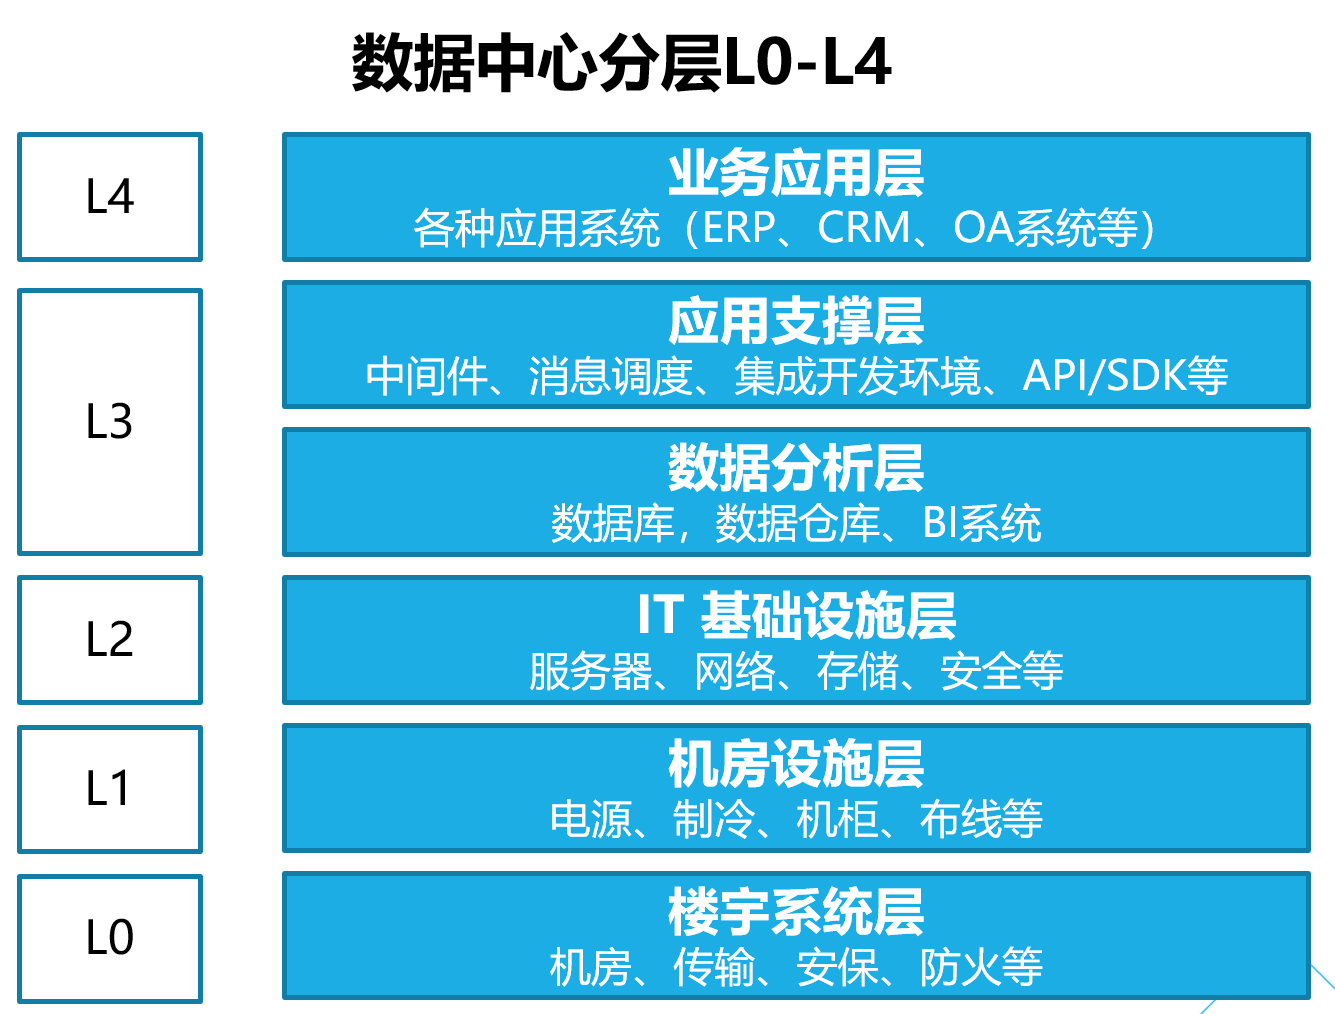 数据中心分层L0-L4
L4
业务应用层
各种应用系统（ERP、CRM、OA系统等）
L3
应用支撑层
中间件、消息调度、集成开发环境、API/SDK等
数据分析层
数据库，数据仓库、BI系统
L2
IT 基础设施层
服务器、网络、存储、安全等
L1
机房设施层
电源、制冷、机柜、布线等
L0
楼宇系统层
机房、传输、安保、防火等